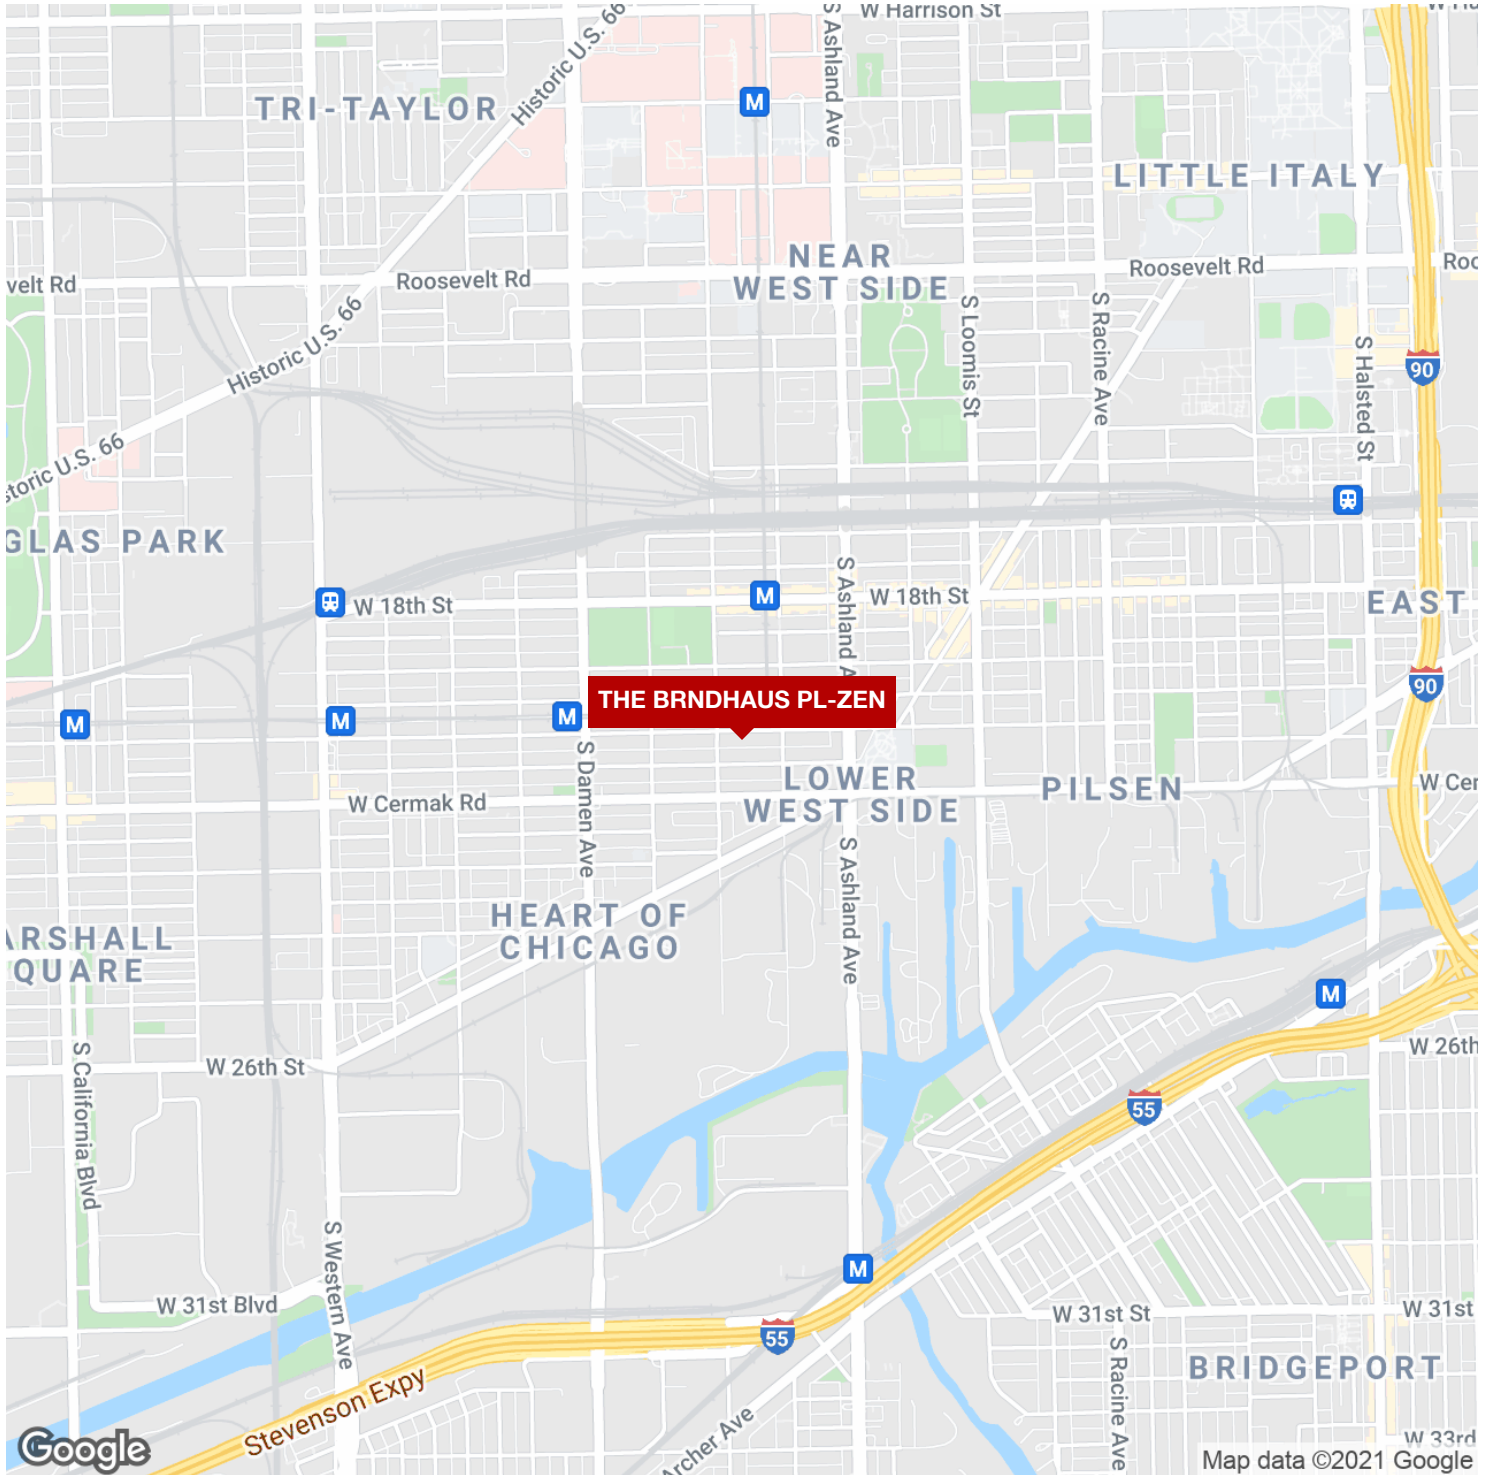 W Harrison St
S Ashland Ave
Historic U.S. 66
M
TRI-TAYLOR
LITTLE ITALY
NEAR
WEST SIDE
Roosevelt Rd
Roosevelt Rd
Roo
velt Rd
S Loomis St
S Racine Ave
S Halsted St
Historic U.S. 66
90
storic U.S. 66
GLAS PARK
S Ashland A
W 18th St
M
W 18th St
EAST
90
THE BRNDHAUS PL-ZEN
M
M
M
S Damen Ave
LOWER
WEST SIDE
PILSEN
W Cer
W Cermak Rd
S Ashland Ave
HEART OF
CHICAGO
ARSHALL
QUARE
M
W 26th
S California Blvd
W 26th St
55
S Western Ave
M
W 31st Blvd
W 31st St
W 31st
55
S Racine Ave
BRIDGEPORT
Stevenson Expy
Archer Ave
W 33rd
Google
Map data ©2021 Google